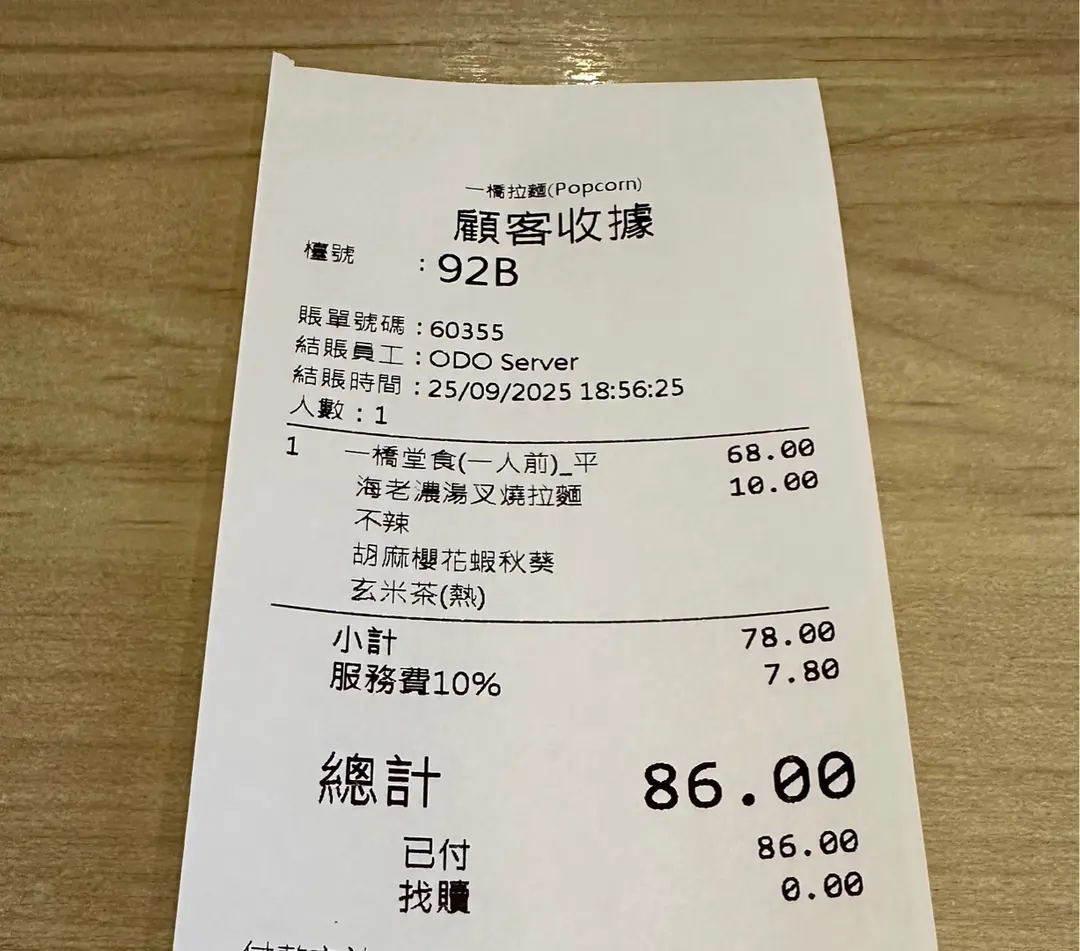 一橋拉麵(Popcorn)
顧客收據
檯號 : 92B
賬單號碼 : 60355
結賬員工 : ODO Server
結賬時間 : 25/09/2025 18:56:25
人數 : 1
1 一橋堂食(一人前)_平 68.00
海老濃湯叉燒拉麵 10.00
不辣
胡麻櫻花蝦秋葵
玄米茶(熱)
小計 78.00
服務費10% 7.80
總計 86.00
已付 86.00
找贖 0.00